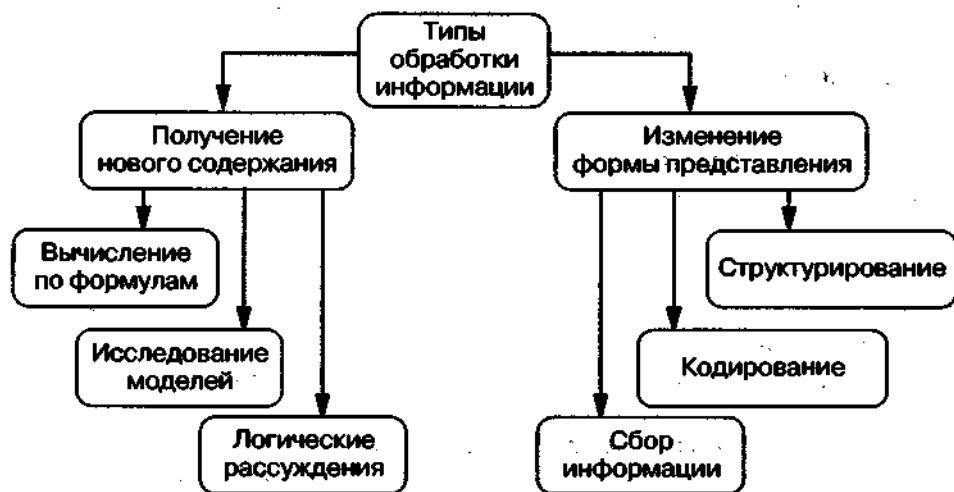 Типы
обработки
информации
Получение
нового содержания
Изменение
формы представления
Вычисление
по формулам
Структурирование
Исследование
моделей
Кодирование
Логические
рассуждения
Сбор
информации